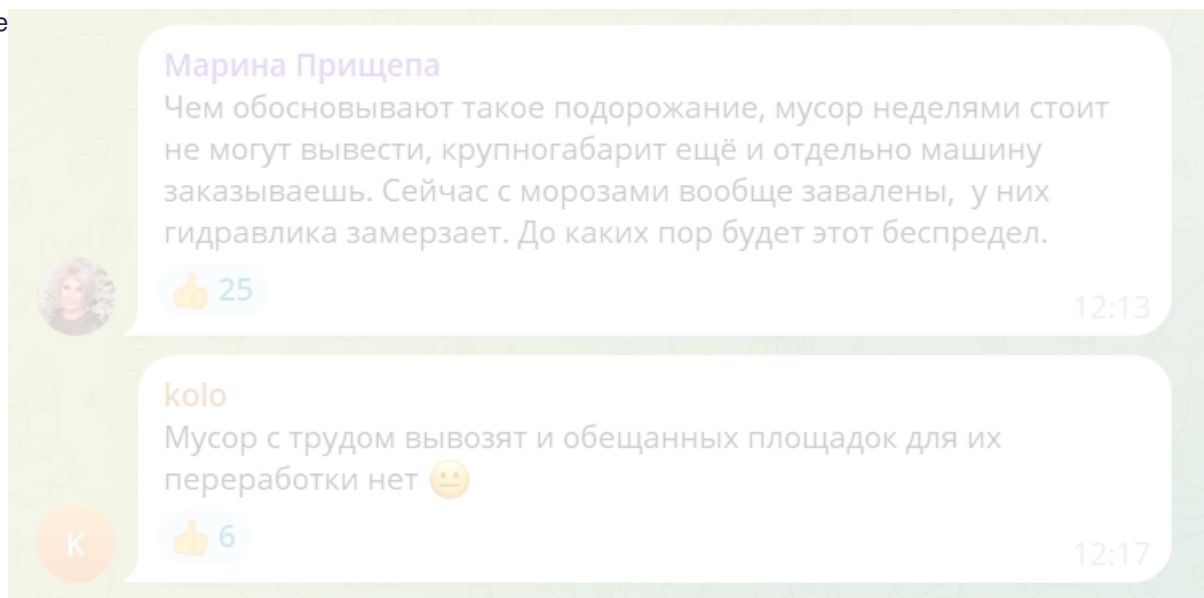 е
Марина Прищепа
Чем обосновывают такое подорожание, мусор неделями стоит
не могут вывести, крупногабарит ещё и отдельно машину
заказываешь. Сейчас с морозами вообще завалены, у них
гидравлика замерзает. До каких пор будет этот беспредел.
👍 25
12:13
kolo
Мусор с трудом вывозят и обещанных площадок для их
переработки нет 😐
К
👍 6
12:17